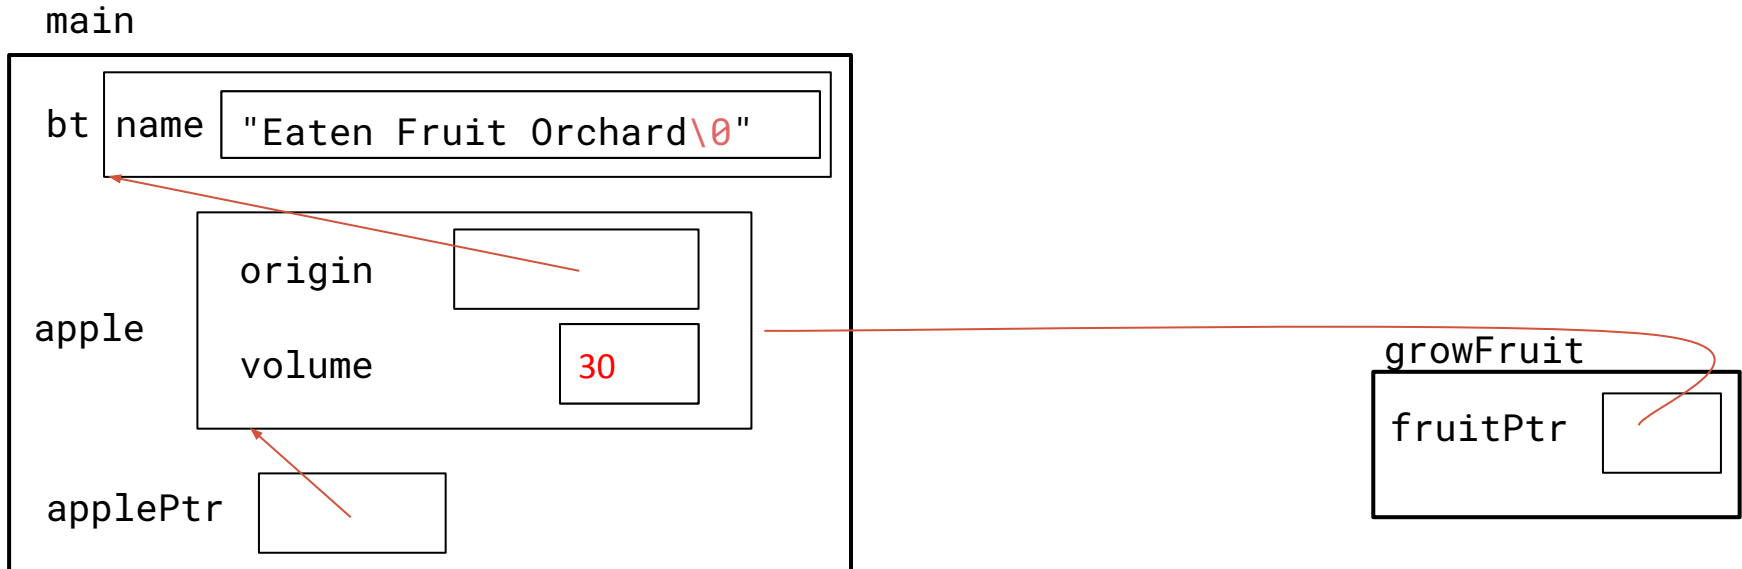 main
bt name "Eaten Fruit Orchard\0"
origin
apple
volume 30
applePtr
growFruit
fruitPtr